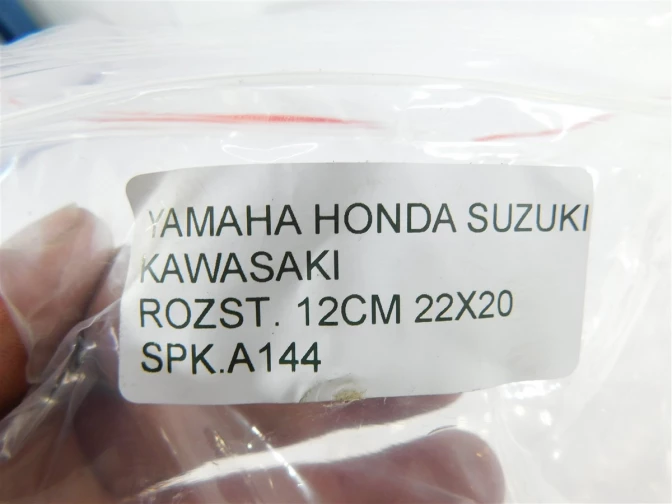 YAMAHA HONDA SUZUKI
KAWASAKI
ROZST. 12CM 22X20
SPK.A144